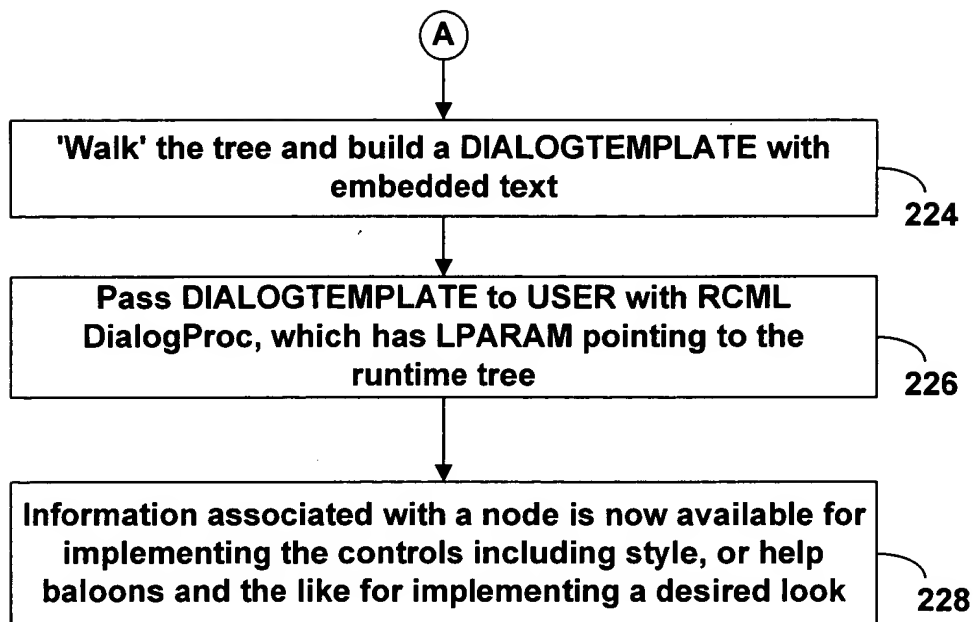 A
'Walk' the tree and build a DIALOGTEMPLATE with
embedded text
224
Pass DIALOGTEMPLATE to USER with RCML
DialogProc, which has LPARAM pointing to the
runtime tree
226
Information associated with a node is now available for
implementing the controls including style, or help
baloons and the like for implementing a desired look
228